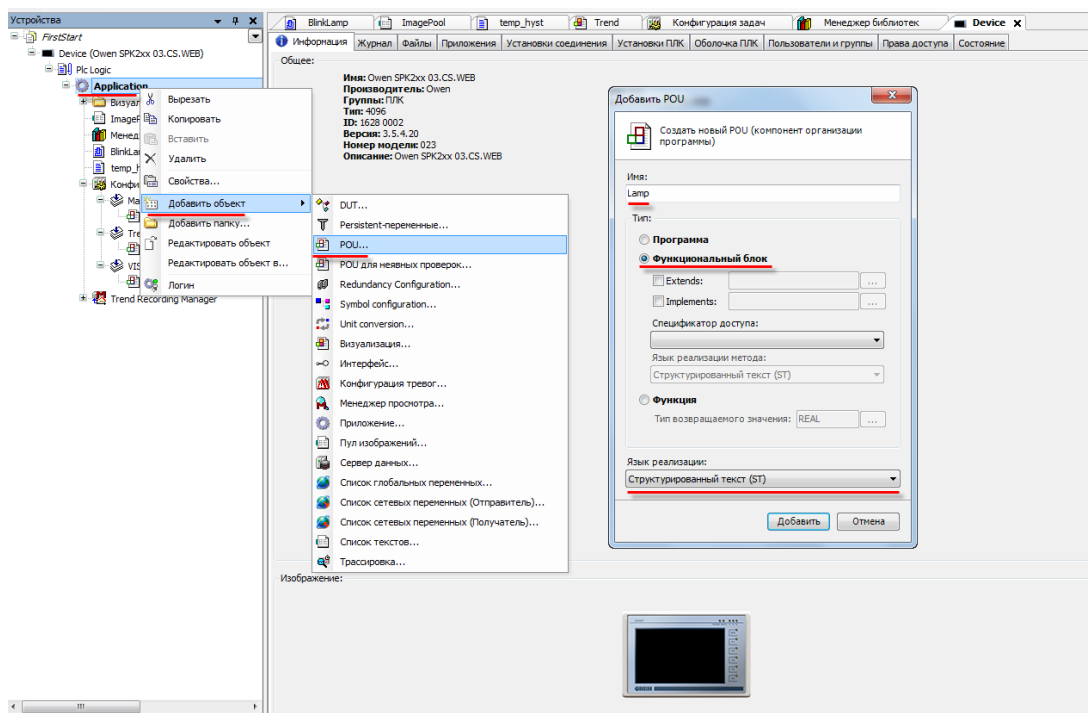 Устройства
FirstStart
Device (Owen SPK2xx 03.CS.WEB)
Plc Logic
Application
Trend Recording Manager
Вырезать
Копировать
Вставить
Удалить
Свойства...
Добавить объект
Добавить папку...
Редактировать объект
Редактировать объект в...
Логин
DUT...
Persistent-переменные...
POU...
POU для неявных проверок...
Redundancy Configuration...
Symbol configuration...
Unit conversion...
Визуализация...
Интерфейс...
Конфигурация тревог...
Менеджер просмотра...
Приложение...
Пул изображений...
Сервер данных...
Список глобальных переменных...
Список сетевых переменных (Отправитель)...
Список сетевых переменных (Получатель)...
Список текстов...
Трассировка...
BlinkLamp ImagePool temp_hyst Trend Конфигурация задач Менеджер библиотек Device
Информация Журнал Файлы Приложения Установки соединения Установки ПЛК Оболочка ПЛК Пользователи и группы Права доступа Состояние
Общее:
Имя: Owen SPK2xx 03.CS.WEB
Производитель: Owen
Группы: ПЛК
Тип: 4096
ID: 1628 0002
Версия: 3.5.4.20
Номер модели: 023
Описание: Owen SPK2xx 03.CS.WEB
Добавить POU
Создать новый POU (компонент организации
программы)
Имя:
Lamp
Тип:
Программа
Функциональный блок
Extends: ...
Implements: ...
Спецификатор доступа:
Язык реализации метода:
Структурированный текст (ST)
Функция
Тип возвращаемого значения: REAL ...
Язык реализации:
Структурированный текст (ST)
Добавить Отмена
Изображение: